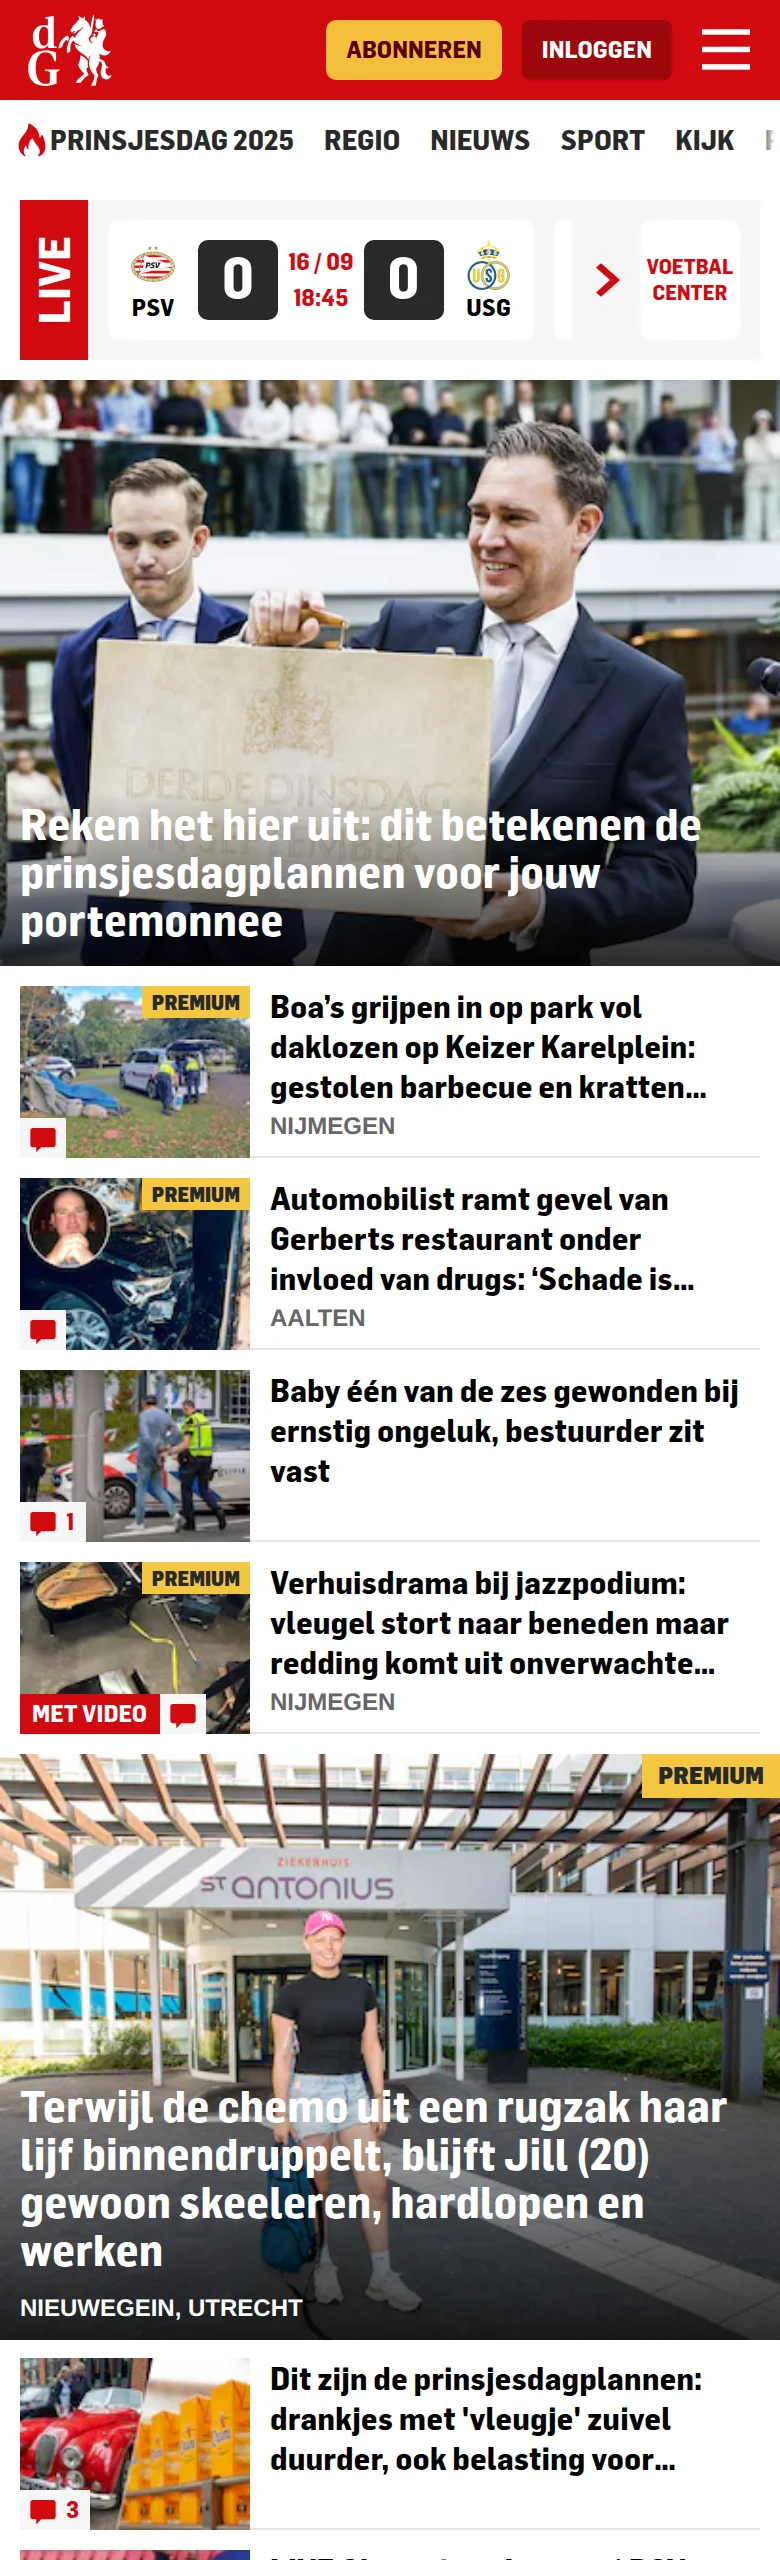 dG
ABONNEREN
INLOGGEN
PRINSJESDAG 2025
REGIO
NIEUWS
SPORT
KIJK
LIVE
PSV
PSV
0
16 / 09
18:45
0
USG
USG
VOETBAL
CENTER
DERDE DINSDAG
IN SEPTEMBER
Reken het hier uit: dit betekenen de
prinsjesdagplannen voor jouw
portemonnee
PREMIUM
Boa’s grijpen in op park vol
daklozen op Keizer Karelplein:
gestolen barbecue en kratten...
NIJMEGEN
PREMIUM
Automobilist ramt gevel van
Gerberts restaurant onder
invloed van drugs: ‘Schade is...
AALTEN
Baby één van de zes gewonden bij
ernstig ongeluk, bestuurder zit
vast
1
PREMIUM
Verhuisdrama bij jazzpodium:
vleugel stort naar beneden maar
redding komt uit onverwachte...
NIJMEGEN
MET VIDEO
PREMIUM
ZIEKENHUIS
ST ANTONIUS
Terwijl de chemo uit een rugzak haar
lijf binnendruppelt, blijft Jill (20)
gewoon skeeleren, hardlopen en
werken
NIEUWEGEIN, UTRECHT
Dit zijn de prinsjesdagplannen:
drankjes met 'vleugje' zuivel
duurder, ook belasting voor...
3